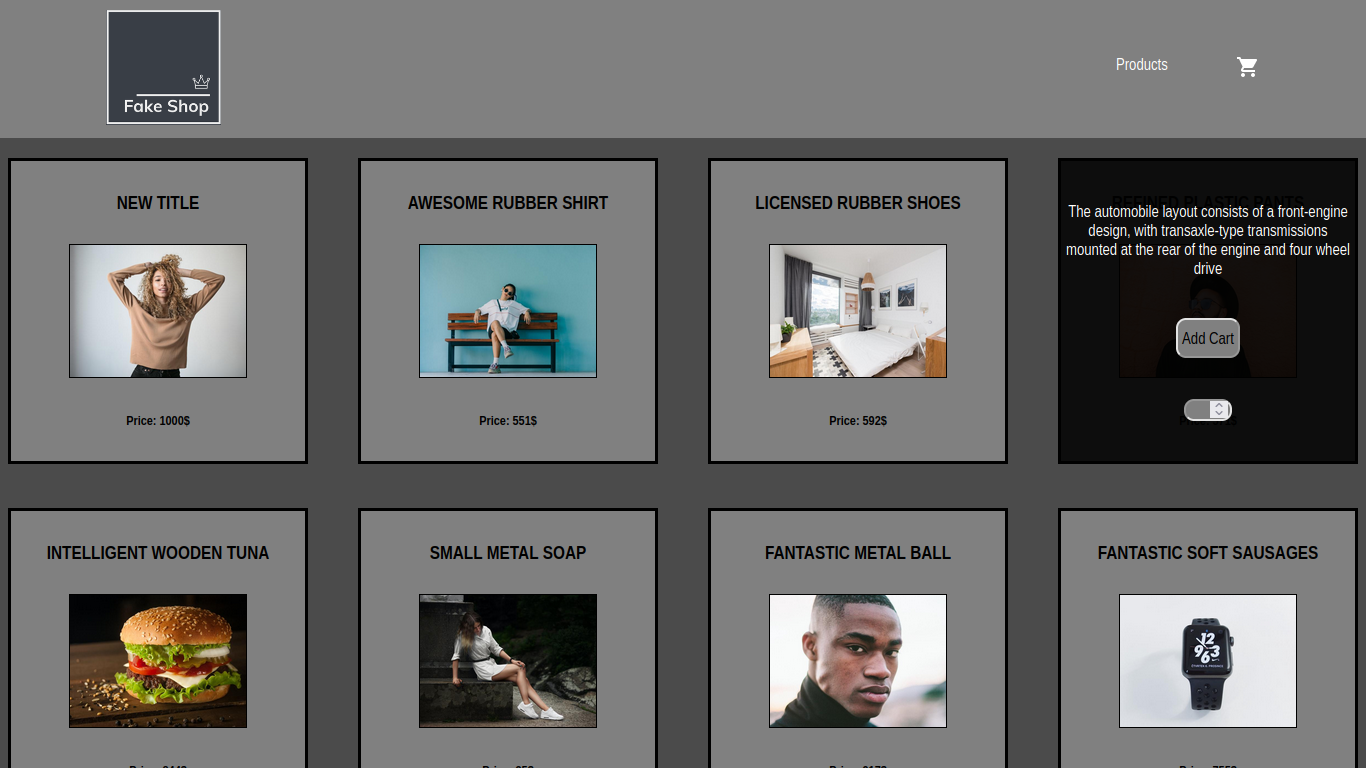 Fake Shop
Products
NEW TITLE
AWESOME RUBBER SHIRT
LICENSED RUBBER SHOES
REFINED PLASTIC PANTS
The automobile layout consists of a front-engine
design, with transaxle-type transmissions
mounted at the rear of the engine and four wheel
drive
Add Cart
Price: 1000$
Price: 551$
Price: 592$
INTELLIGENT WOODEN TUNA
SMALL METAL SOAP
FANTASTIC METAL BALL
FANTASTIC SOFT SAUSAGES
12
9 3
6